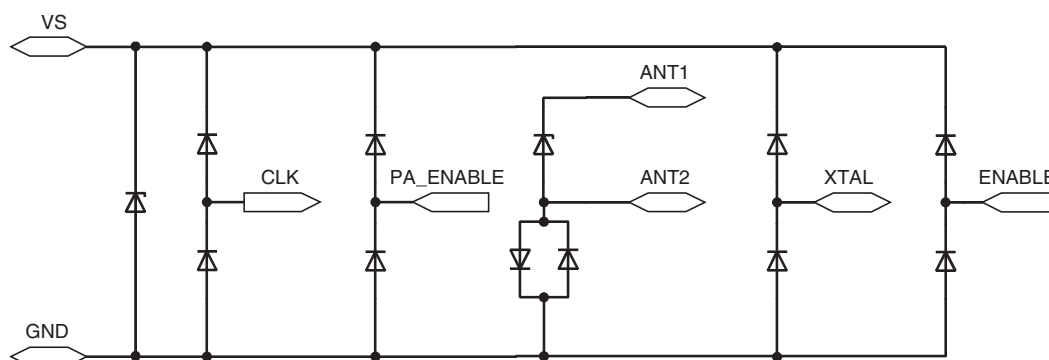 VS
ANT1
CLK
PA_ENABLE
ANT2
XTAL
ENABLE
GND